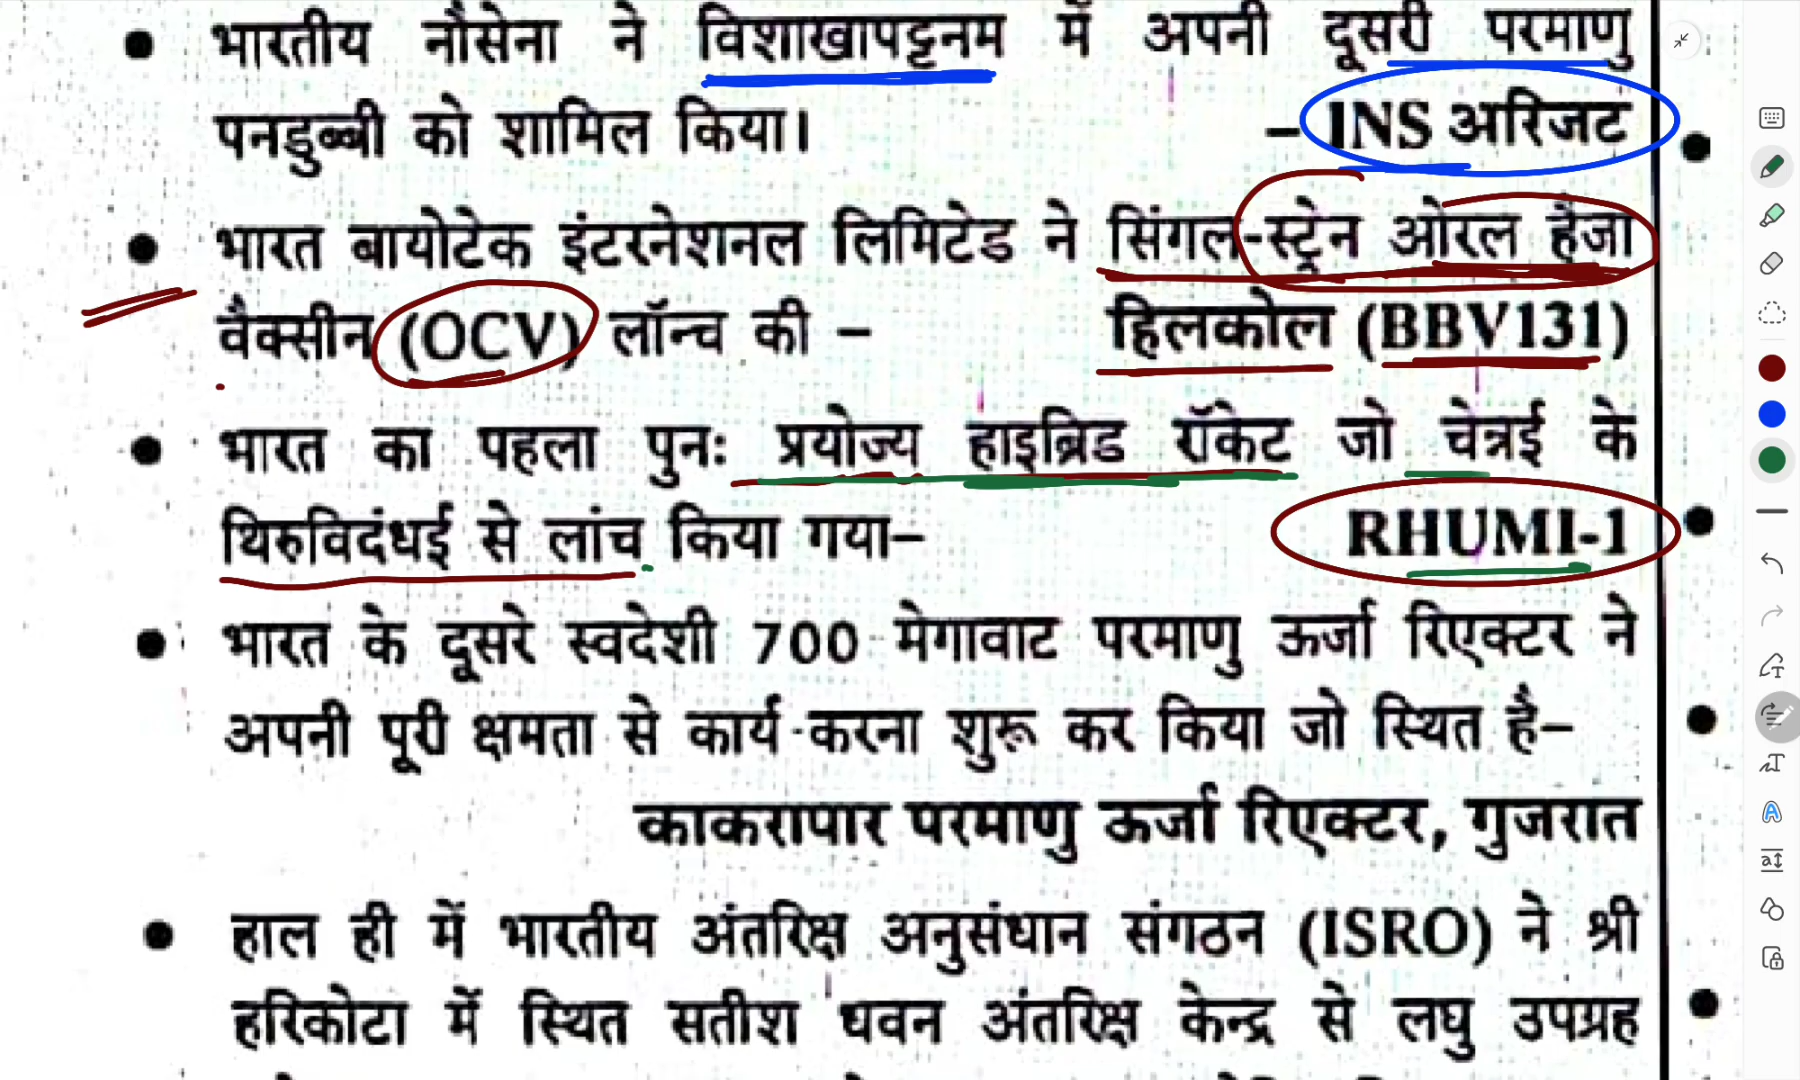 भारतीय नौसेना ने विशाखापट्टनम में अपनी दूसरी परमाणु
पनडुब्बी को शामिल किया। – INS अरिजट
भारत बायोटेक इंटरनेशनल लिमिटेड ने सिंगल-स्ट्रेन ओरल हैजा
वैक्सीन (OCV) लॉन्च की – हिलकोल (BBV131)
भारत का पहला पुनः प्रयोज्य हाइब्रिड रॉकेट जो चेन्नई के
थिरुविदंधई से लांच किया गया– RHUMI-1
भारत के दूसरे स्वदेशी 700 मेगावाट परमाणु ऊर्जा रिएक्टर ने
अपनी पूरी क्षमता से कार्य करना शुरू कर किया जो स्थित है–
काकरापार परमाणु ऊर्जा रिएक्टर, गुजरात
हाल ही में भारतीय अंतरिक्ष अनुसंधान संगठन (ISRO) ने श्री
हरिकोटा में स्थित सतीश धवन अंतरिक्ष केन्द्र से लघु उपग्रह